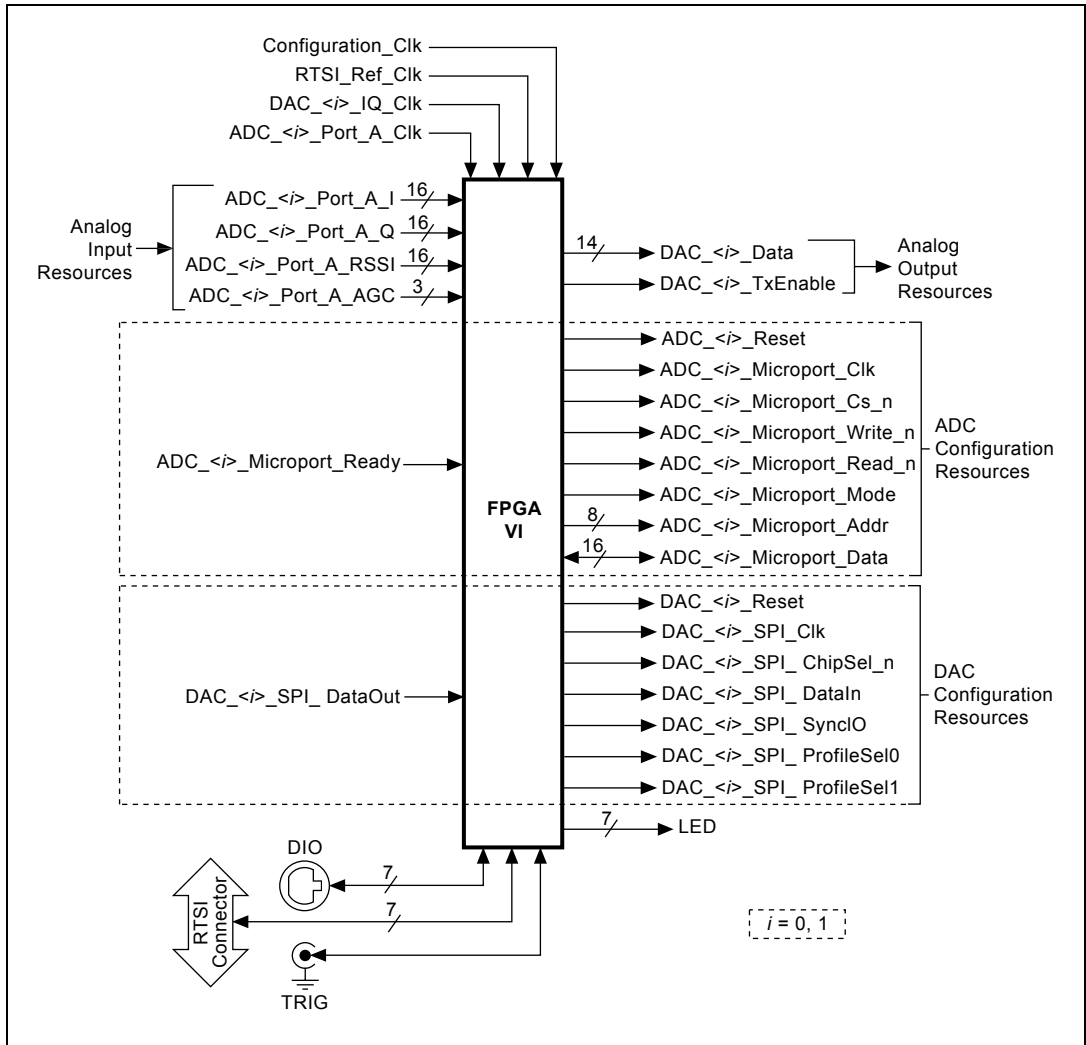 Configuration_Clk
RTSI_Ref_Clk
DAC_<i>_IQ_Clk
ADC_<i>_Port_A_Clk
Analog
Input
Resources
ADC_<i>_Port_A_I
16
ADC_<i>_Port_A_Q
16
ADC_<i>_Port_A_RSSI
16
ADC_<i>_Port_A_AGC
3
14
DAC_<i>_Data
DAC_<i>_TxEnable
Analog
Output
Resources
ADC_<i>_Microport_Ready
FPGA
VI
ADC_<i>_Reset
ADC_<i>_Microport_Clk
ADC_<i>_Microport_Cs_n
ADC_<i>_Microport_Write_n
ADC_<i>_Microport_Read_n
ADC_<i>_Microport_Mode
8
ADC_<i>_Microport_Addr
16
ADC_<i>_Microport_Data
ADC
Configuration
Resources
DAC_<i>_SPI_ DataOut
DAC_<i>_Reset
DAC_<i>_SPI_Clk
DAC_<i>_SPI_ ChipSel_n
DAC_<i>_SPI_ DataIn
DAC_<i>_SPI_ SyncIO
DAC_<i>_SPI_ ProfileSel0
DAC_<i>_SPI_ ProfileSel1
DAC
Configuration
Resources
7
LED
DIO
7
RTSI
Connector
7
TRIG
i = 0, 1